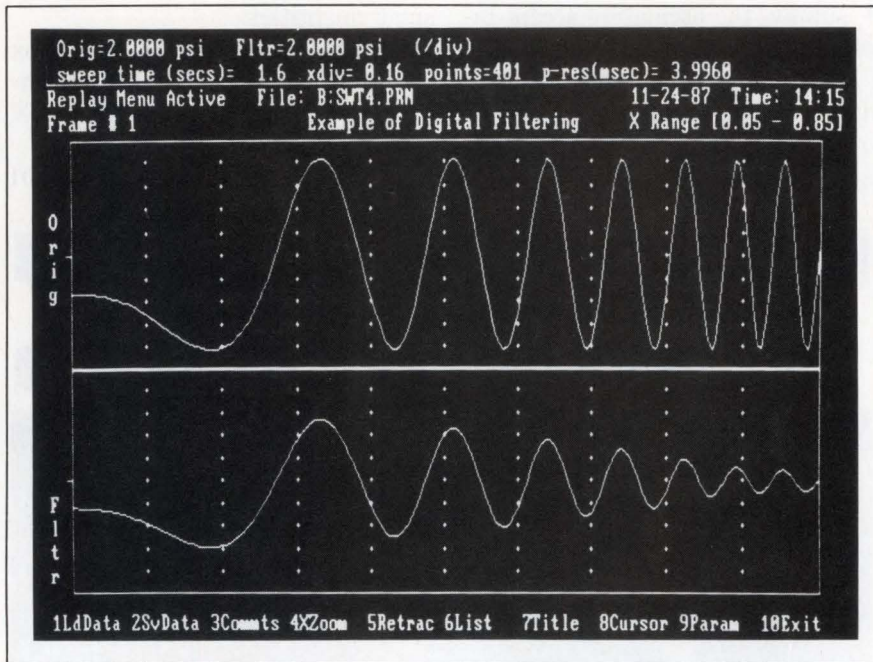 Orig=2.0000 psi Fltr=2.0000 psi (/div)
sweep time (secs)= 1.6 xdiv= 0.16 points=401 p-res(msec)= 3.9960
Replay Menu Active File: B:SWT4.PRN 11-24-87 Time: 14:15
Frame # 1 Example of Digital Filtering X Range [0.05 - 0.85]
Orig
Fltr
1LdData 2SvData 3Commts 4XZoom 5Retrac 6List 7Title 8Cursor 9Param 10Exit